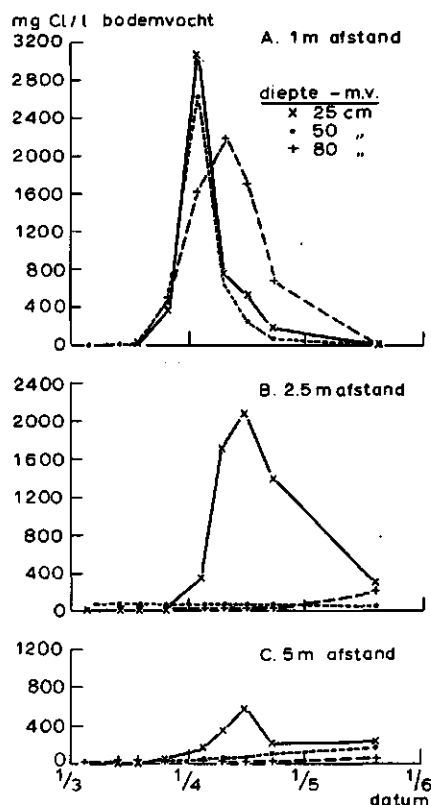 mg Cl/l bodemvocht
3200
2800
2400
2000
1600
1200
800
400
0
A. 1m afstand
diepte - m.v.
x 25 cm
• 50 „
+ 80 „
2400
2000
1600
1200
800
400
0
B. 2.5 m afstand
1200
800
400
0
C. 5m afstand
1/3
1/4
1/5
1/6
datum